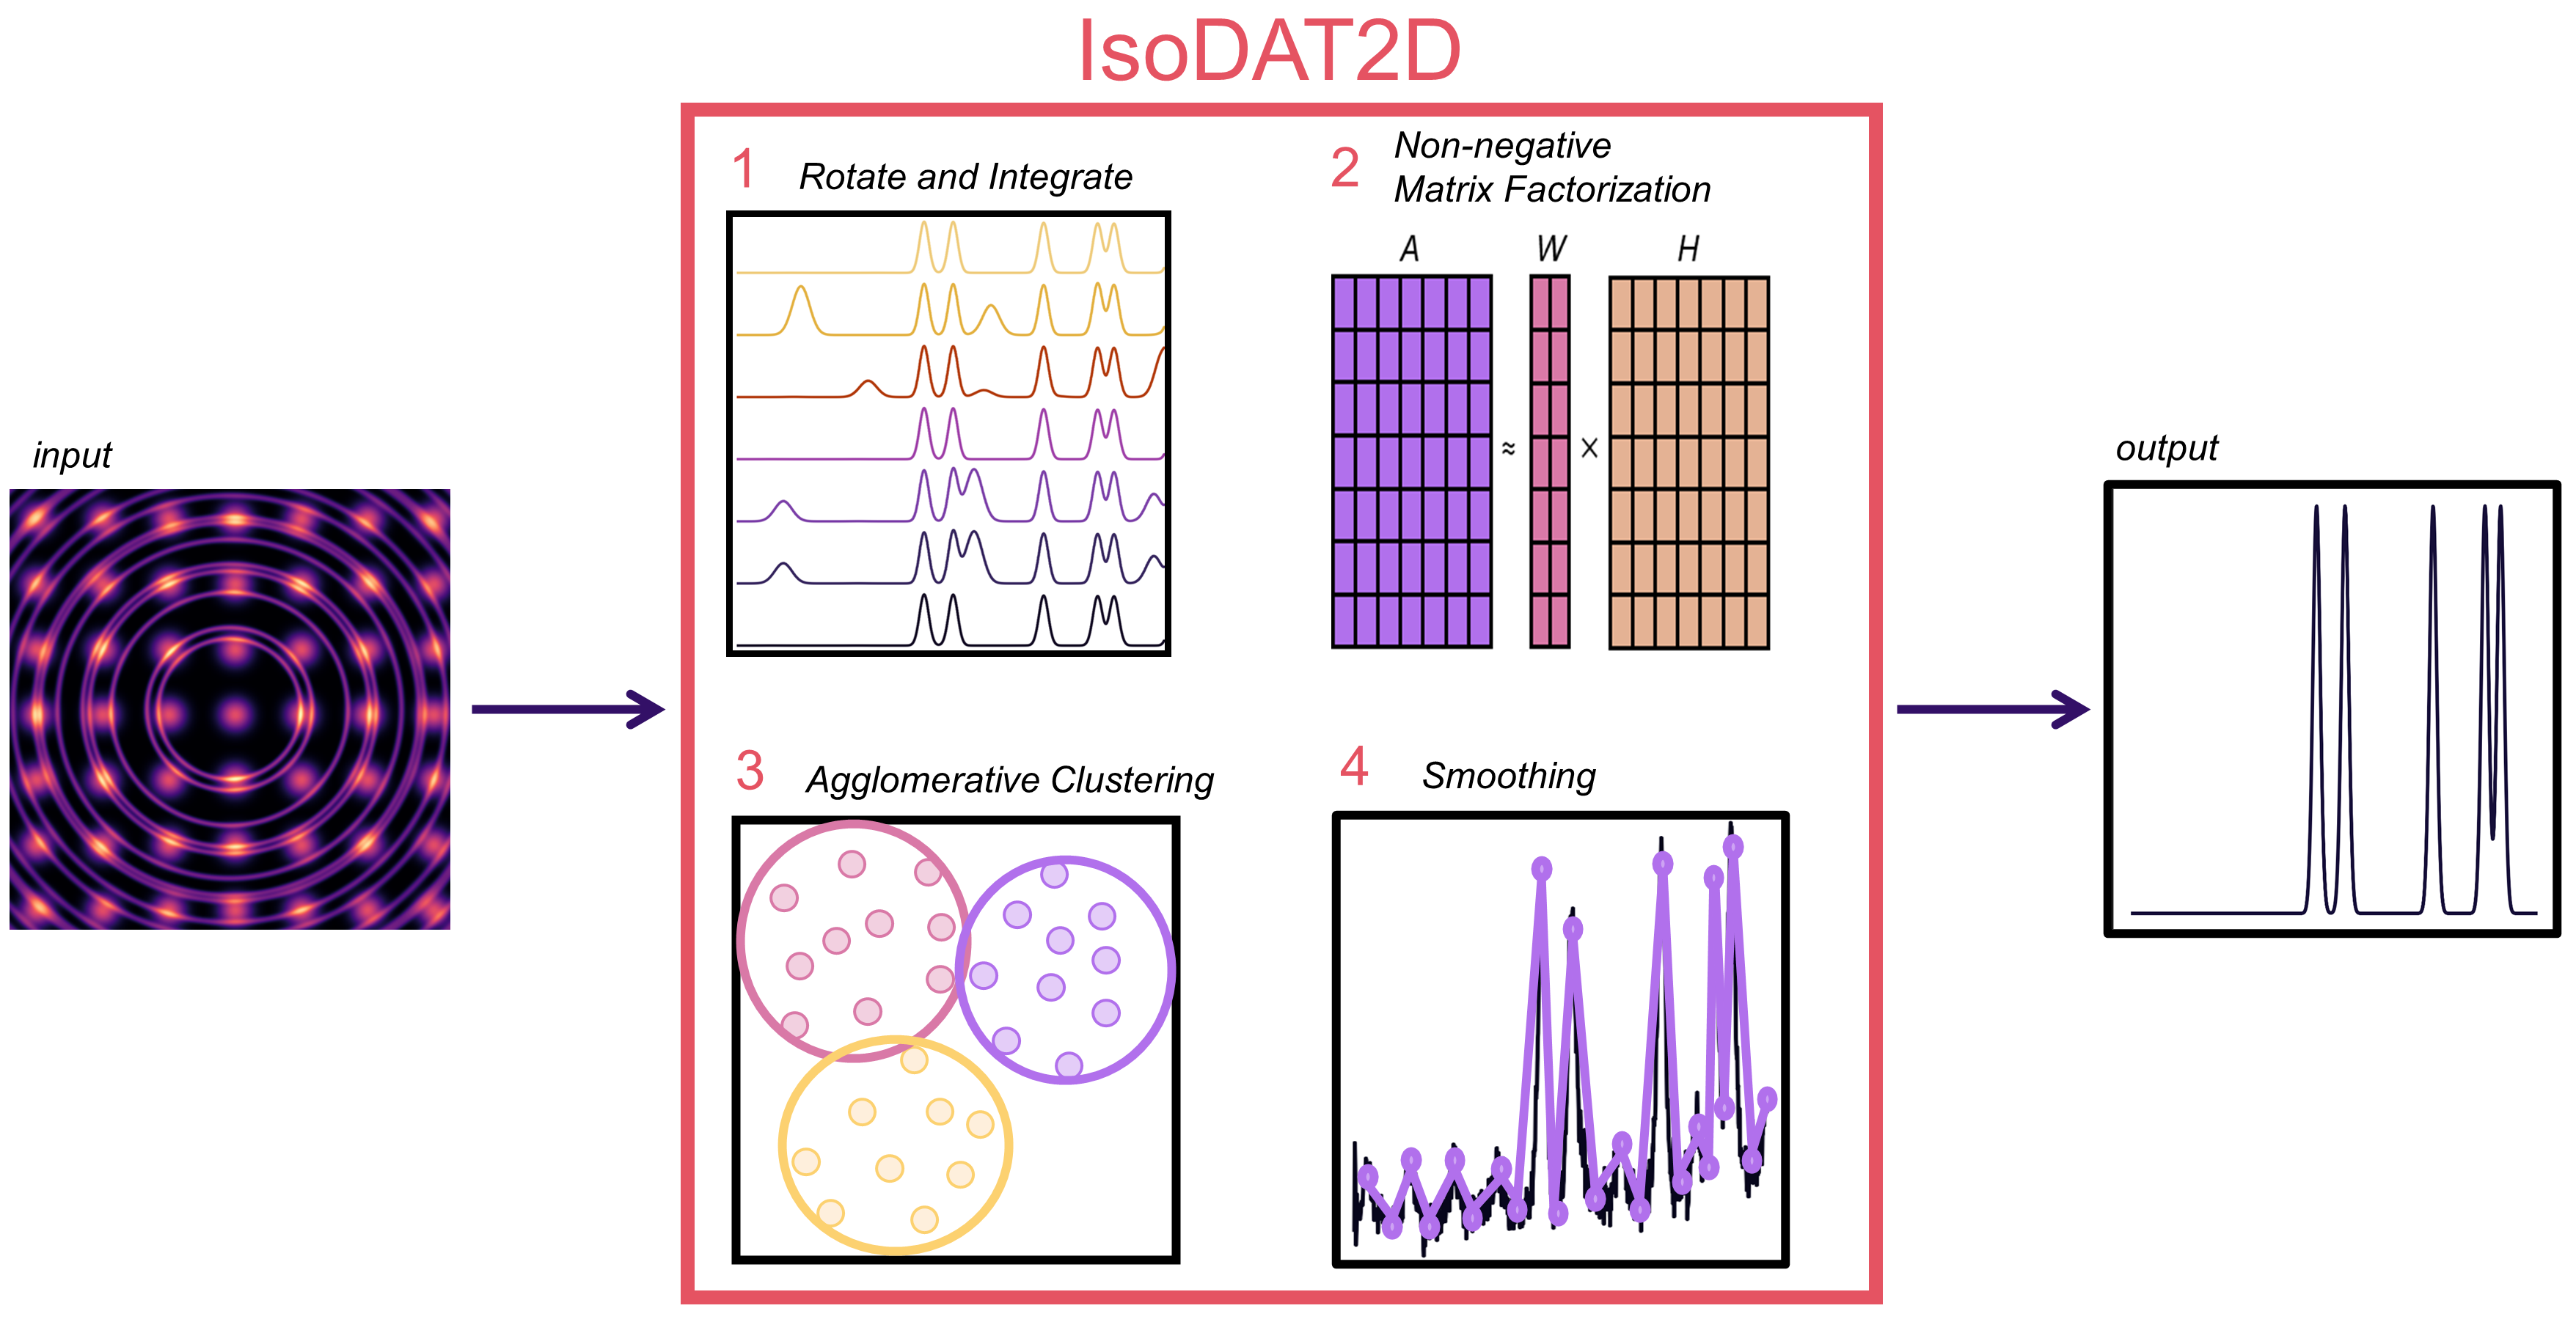 IsoDAT2D
input
1
Rotate and Integrate
2
Non-negative
Matrix Factorization
A
W
H
≈
×
3
Agglomerative Clustering
4
Smoothing
output